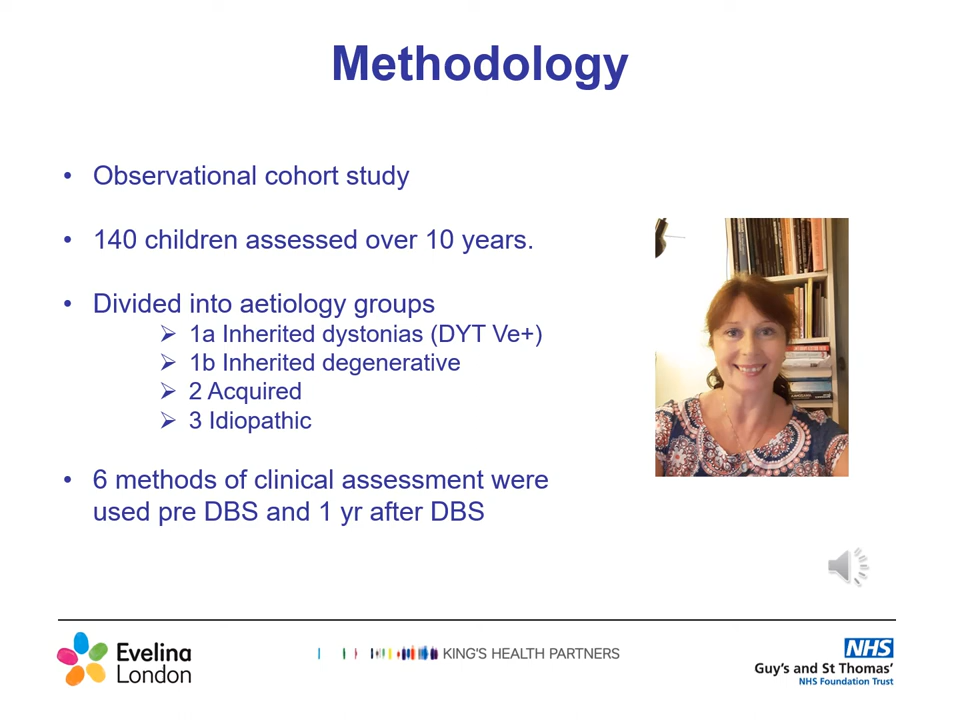 Methodology
• Observational cohort study
• 140 children assessed over 10 years.
• Divided into aetiology groups
➢ 1a Inherited dystonias (DYT Ve+)
➢ 1b Inherited degenerative
➢ 2 Acquired
➢ 3 Idiopathic
• 6 methods of clinical assessment were
used pre DBS and 1 yr after DBS
Evelina
London
KING'S HEALTH PARTNERS
NHS
Guy's and St Thomas'
NHS Foundation Trust